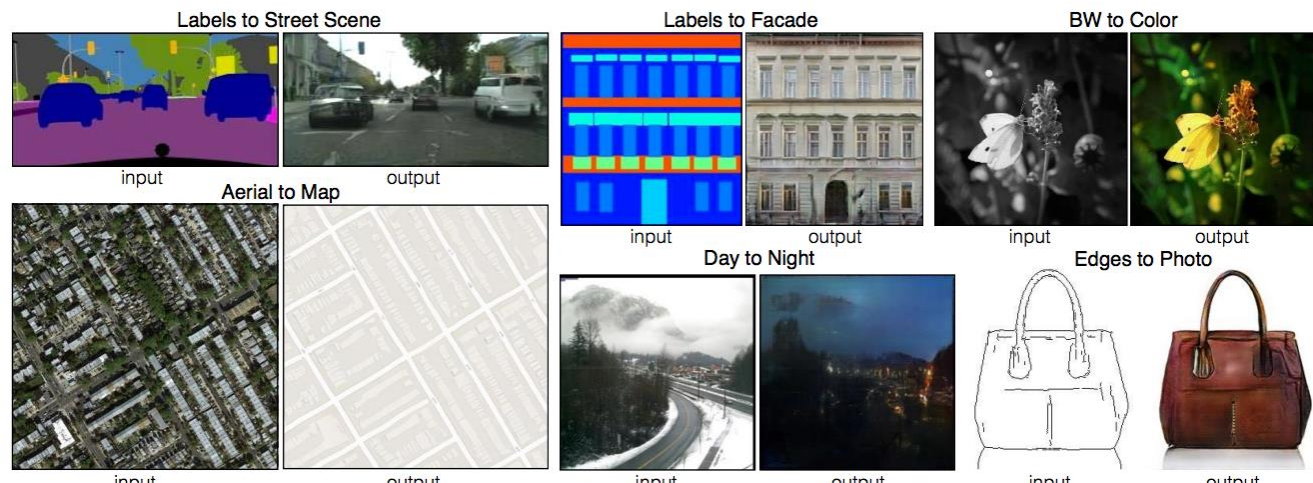 Labels to Street Scene
input
output
Aerial to Map
input
output
Labels to Facade
input
output
BW to Color
input
output
Day to Night
input
output
Edges to Photo
input
output